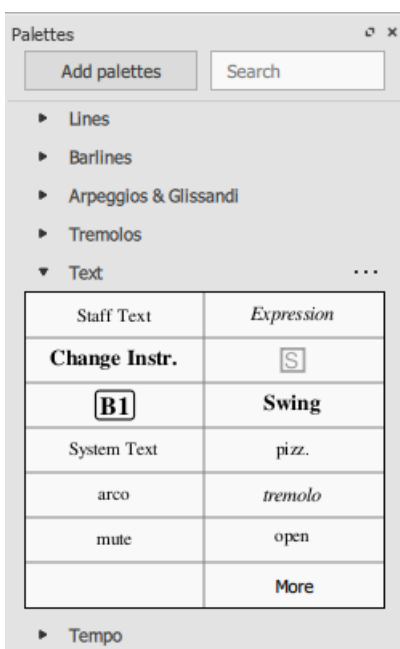 Palettes
Add palettes Search
Lines
Barlines
Arpeggios & Glissandi
Tremolos
Text ...
Staff Text Expression
Change Instr. S
B1 Swing
System Text pizz.
arco tremolo
mute open
More
Tempo